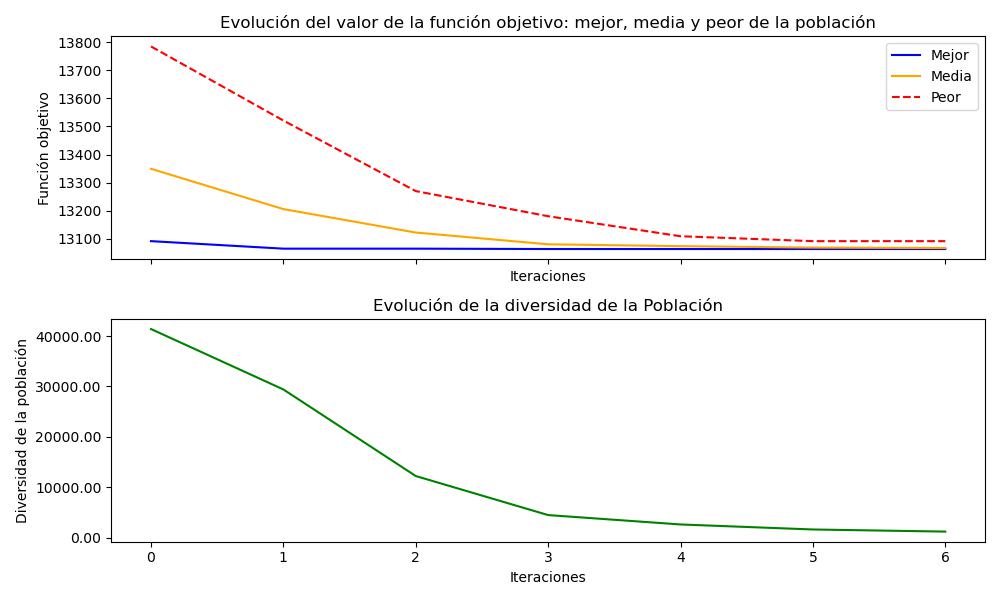 Evolución del valor de la función objetivo: mejor, media y peor de la población
13800
13700
13600
13500
13400
13300
13200
13100
Función objetivo
Mejor
Media
Peor
Iteraciones
Evolución de la diversidad de la Población
40000.00
30000.00
20000.00
10000.00
0.00
Diversidad de la población
0 1 2 3 4 5 6
Iteraciones